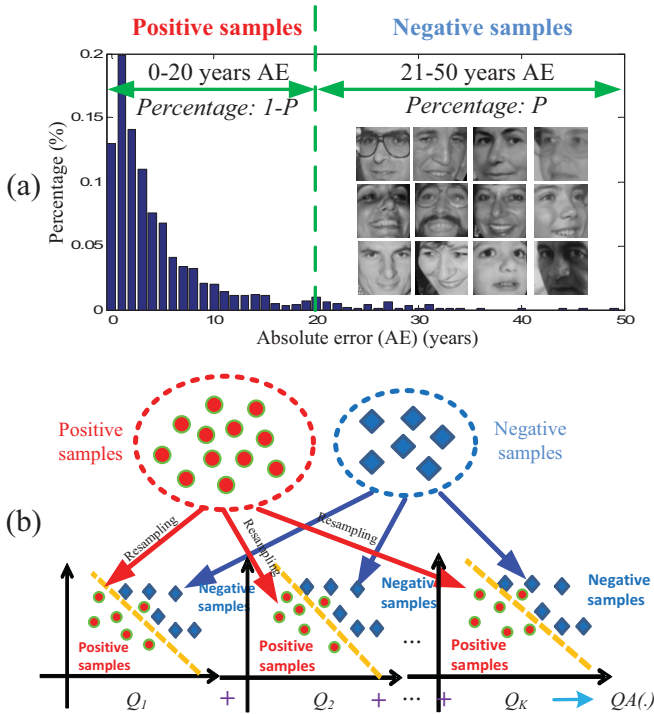 Positive samples
Negative samples
0-20 years AE
21-50 years AE
Percentage: 1-P
Percentage: P
(a)
Percentage (%)
0.2
0.15
0.1
0.05
0
0
10
20
30
40
50
Absolute error (AE) (years)
Positive
samples
Negative
samples
(b)
Resampling
Resampling
Resampling
Negative
samples
Negative
samples
Negative
samples
Positive
samples
Positive
samples
Positive
samples
...
...
Q1 + Q2 + ... + QK QA(.)